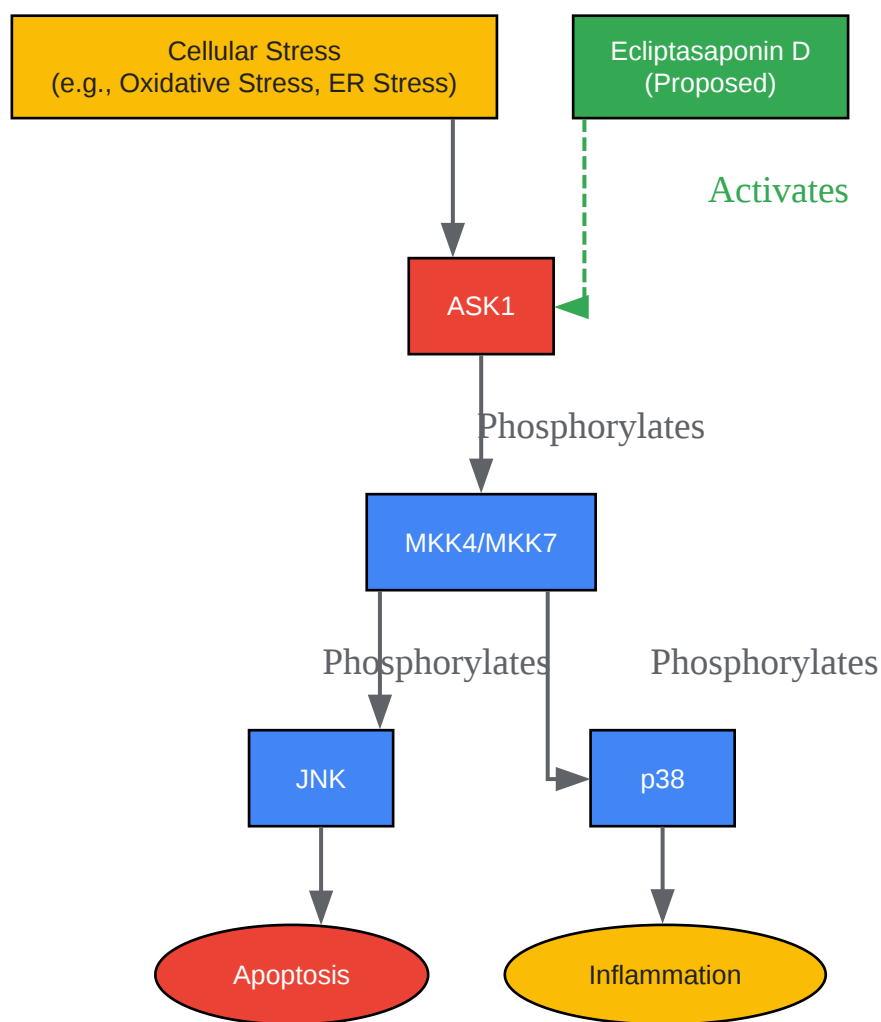 Cellular Stress
(e.g., Oxidative Stress, ER Stress)
Ecliptasaponin D
(Proposed)
Activates
ASK1
Phosphorylates
MKK4/MKK7
Phosphorylates
Phosphorylates
JNK
p38
Apoptosis
Inflammation